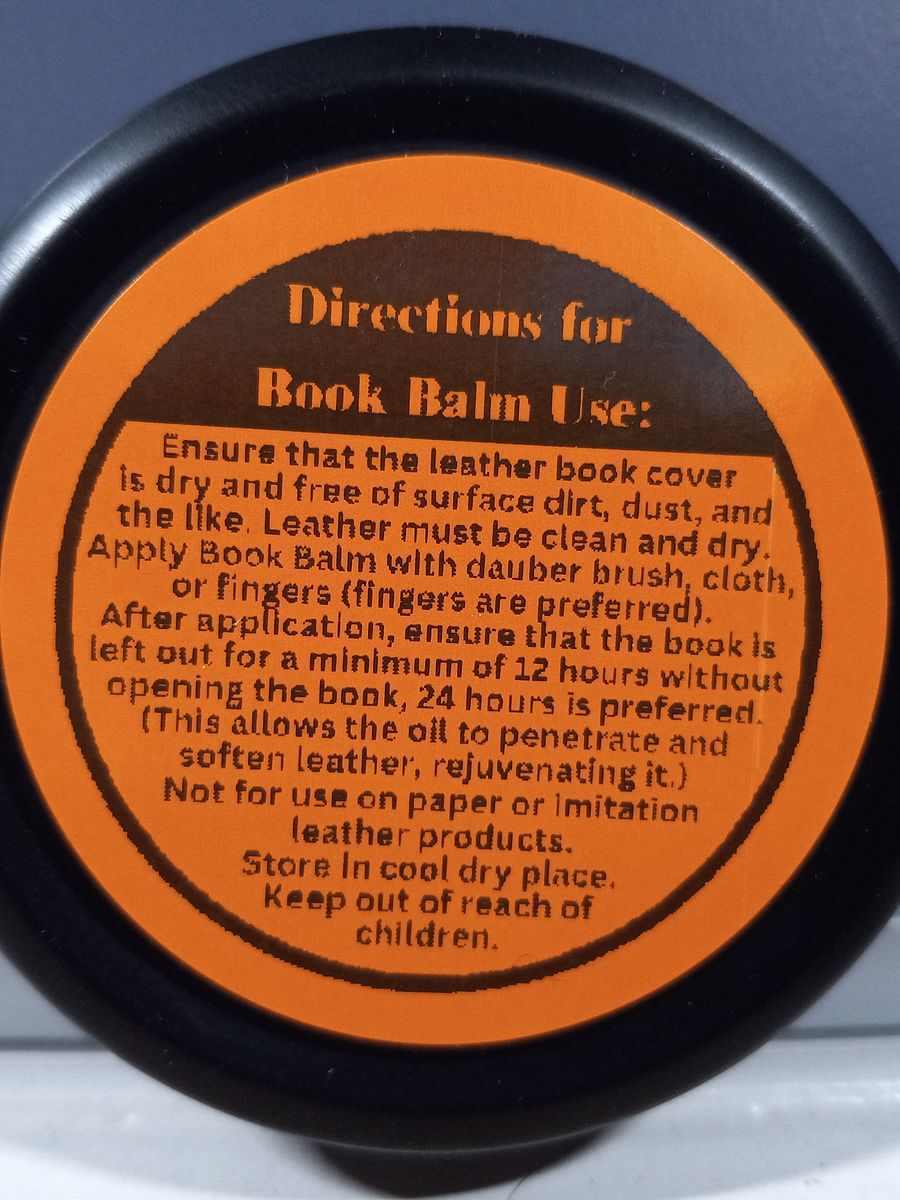 Directions for
Book Balm Use:
Ensure that the leather book cover
is dry and free of surface dirt, dust, and
the like. Leather must be clean and dry.
Apply Book Balm with dauber brush, cloth,
or fingers (fingers are preferred).
After application, ensure that the book is
left out for a minimum of 12 hours without
opening the book, 24 hours is preferred.
(This allows the oil to penetrate and
soften leather, rejuvenating it.)
Not for use on paper or imitation
leather products.
Store in cool dry place.
Keep out of reach of
children.